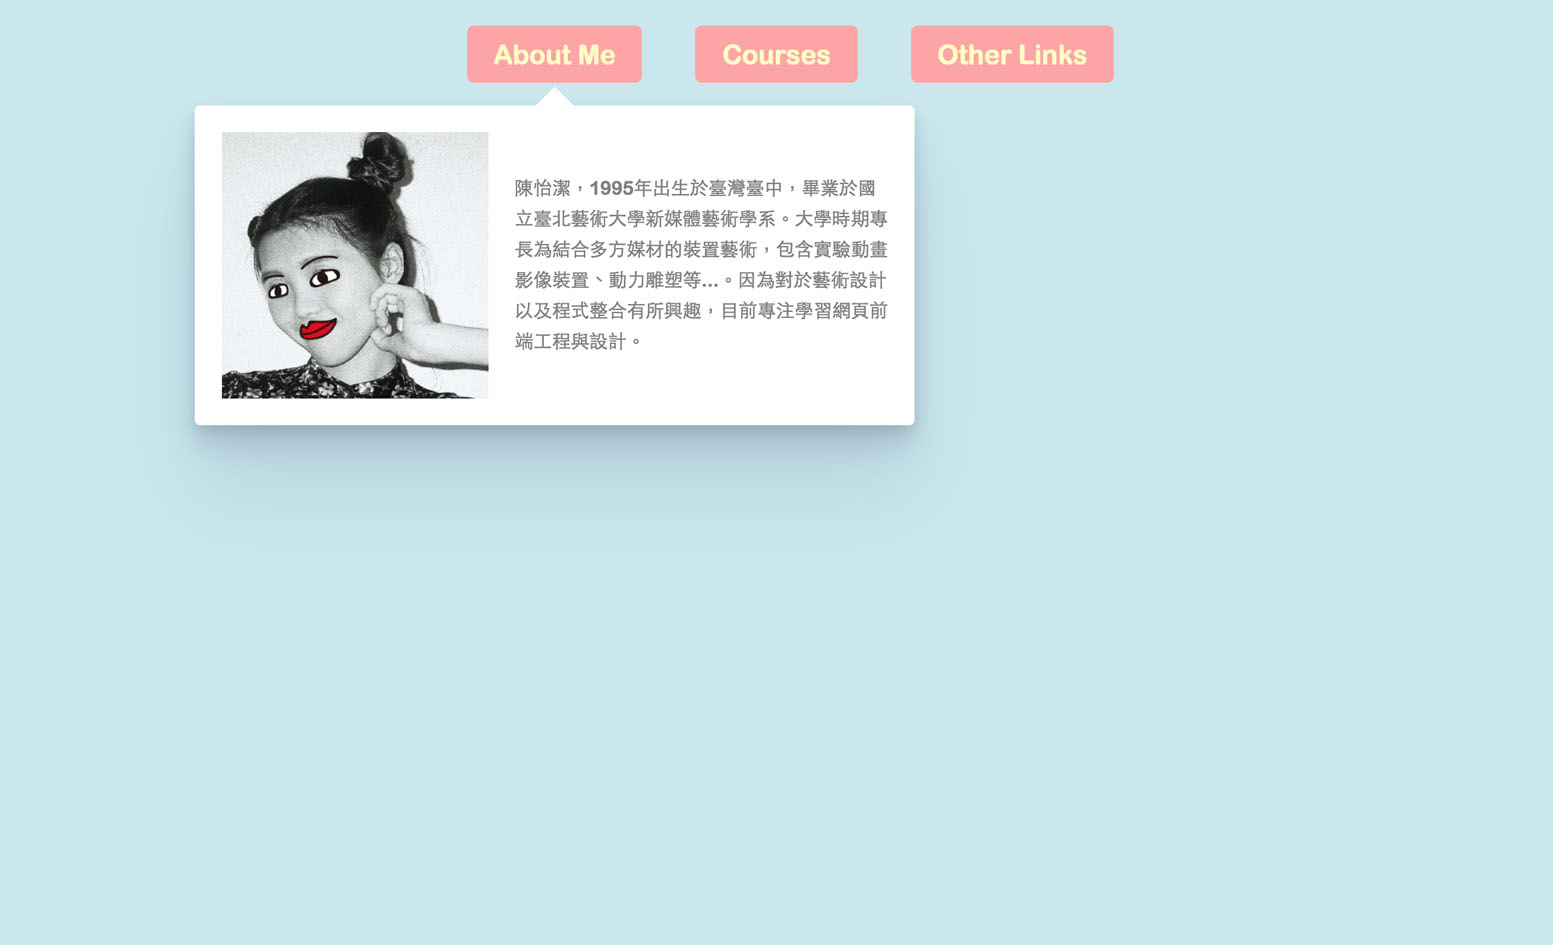 About Me
Courses
Other Links
陳怡潔，1995年出生於臺灣臺中，畢業於國
立臺北藝術大學新媒體藝術學系。大學時期專
長為結合多方媒材的裝置藝術，包含實驗動畫
影像裝置、動力雕塑等...。因為對於藝術設計
以及程式整合有所興趣，目前專注學習網頁前
端工程與設計。